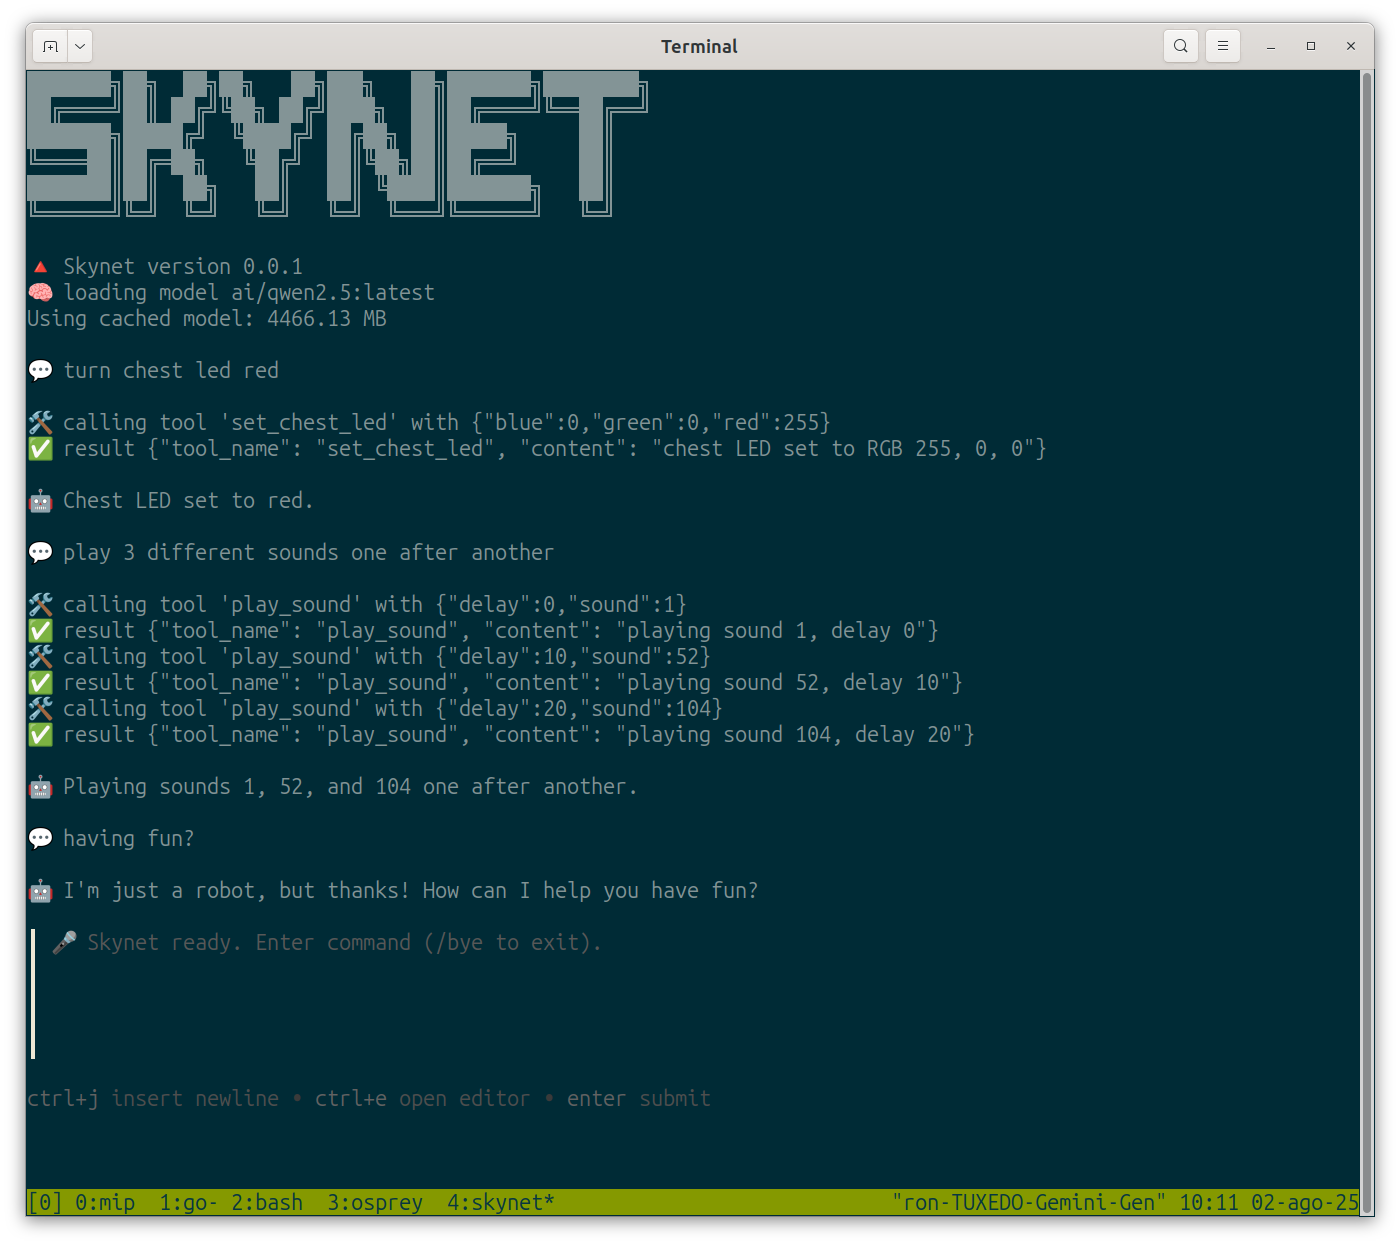 Terminal
SKYNET
Skynet version 0.0.1
loading model ai/qwen2.5:latest
Using cached model: 4466.13 MB
turn chest led red
calling tool 'set_chest_led' with {"blue":0,"green":0,"red":255}
result {"tool_name": "set_chest_led", "content": "chest LED set to RGB 255, 0, 0"}
Chest LED set to red.
play 3 different sounds one after another
calling tool 'play_sound' with {"delay":0,"sound":1}
result {"tool_name": "play_sound", "content": "playing sound 1, delay 0"}
calling tool 'play_sound' with {"delay":10,"sound":52}
result {"tool_name": "play_sound", "content": "playing sound 52, delay 10"}
calling tool 'play_sound' with {"delay":20,"sound":104}
result {"tool_name": "play_sound", "content": "playing sound 104, delay 20"}
Playing sounds 1, 52, and 104 one after another.
having fun?
I'm just a robot, but thanks! How can I help you have fun?
Skynet ready. Enter command (/bye to exit).
ctrl+j insert newline • ctrl+e open editor • enter submit
[0] 0:mip  1:go- 2:bash  3:osprey  4:skynet* "ron-TUXEDO-Gemini-Gen" 10:11 02-ago-25